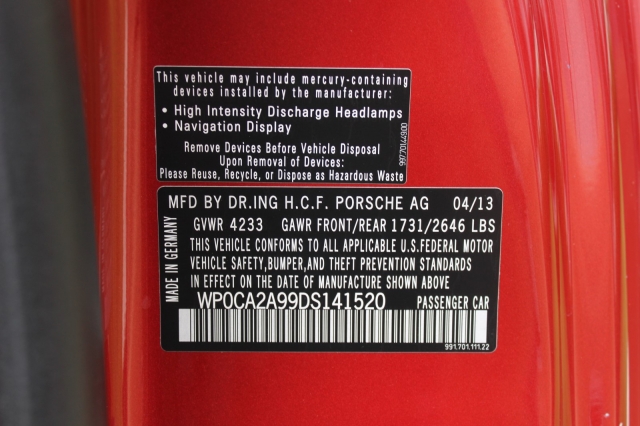 This vehicle may include mercury-containing
devices installed by the manufacturer:
• High Intensity Discharge Headlamps
• Navigation Display
Remove Devices Before Vehicle Disposal
Upon Removal of Devices:
Please Reuse, Recycle, or Dispose as Hazardous Waste
99770144900
MFD BY DR.ING H.C.F. PORSCHE AG 04/13
GVWR 4233 GAWR FRONT/REAR 1731/2646 LBS
THIS VEHICLE CONFORMS TO ALL APPLICABLE U.S.FEDERAL MOTOR
VEHICLE SAFETY,BUMPER,AND THEFT PREVENTION STANDARDS
IN EFFECT ON THE DATE OF MANUFACTURE SHOWN ABOVE.
WP0CA2A99DS141520 PASSENGER CAR
MADE IN GERMANY
991.701.111.22